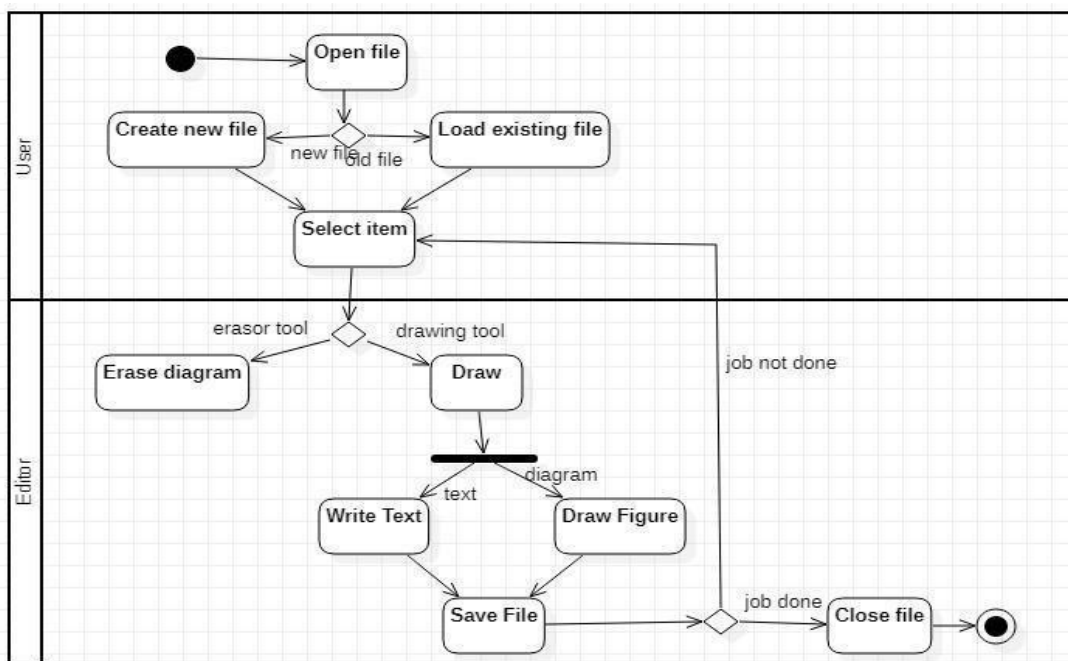 Open file
Create new file
Load existing file
new file
old file
User
Select item
erasor tool
drawing tool
Erase diagram
Draw
job not done
Editor
diagram
text
Write Text
Draw Figure
Save File
job done
Close file